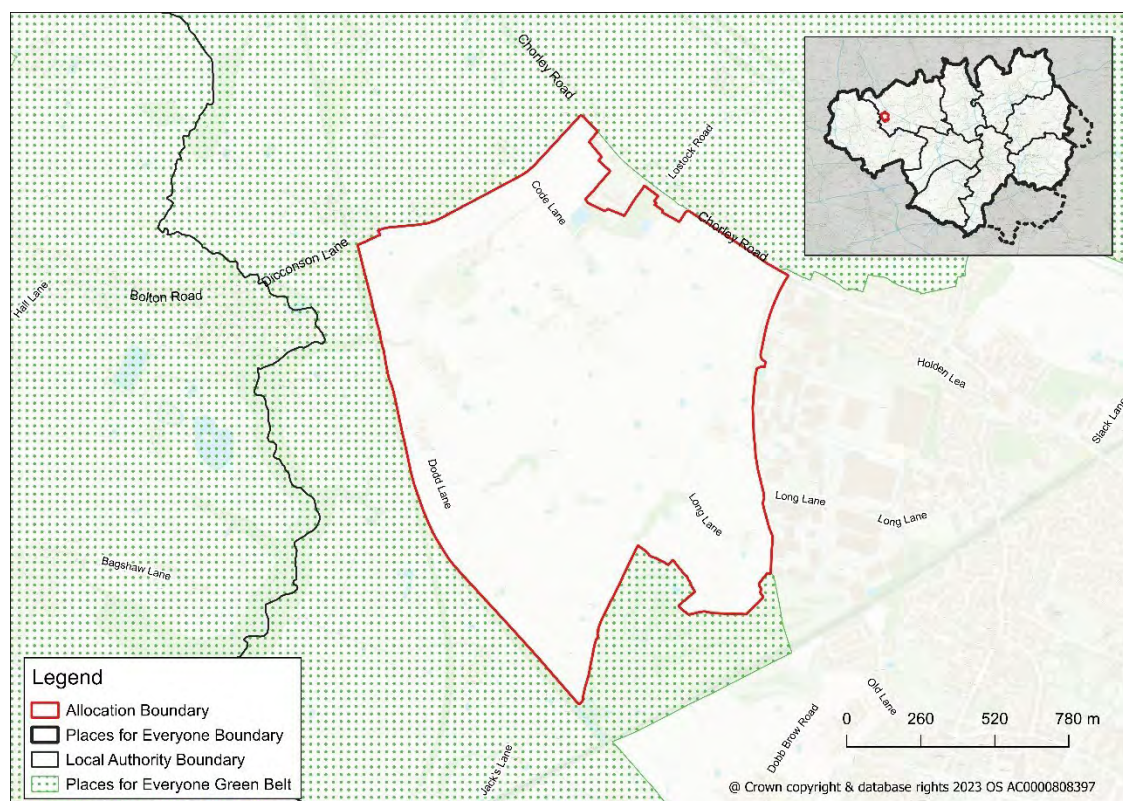 Chorley Road
Lostock Road
Code Lane
Chorley Road
Dicconson Lane
Bolton Road
Half Lane
Holden Lea
Slack Lane
Dodd Lane
Long Lane
Long Lane
Long Lane
Bagshaw Lane
Old Lane
Dobb Brow Road
Jack's Lane
Legend
Allocation Boundary
Places for Everyone Boundary
Local Authority Boundary
Places for Everyone Green Belt
0 260 520 780 m
@ Crown copyright & database rights 2023 OS AC0000808397